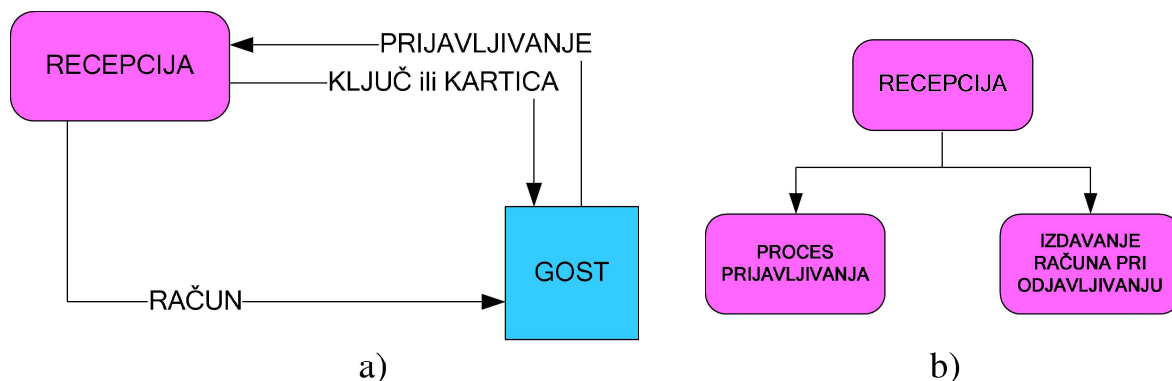 PRIJAVLJIVANJE
RECEPCIJA
KLJUČ ili KARTICA
GOST
RAČUN
a)
RECEPCIJA
PROCES
PRIJAVLJIVANJA
IZDAVANJE
RAČUNA PRI
ODJAVLJIVANJU
b)